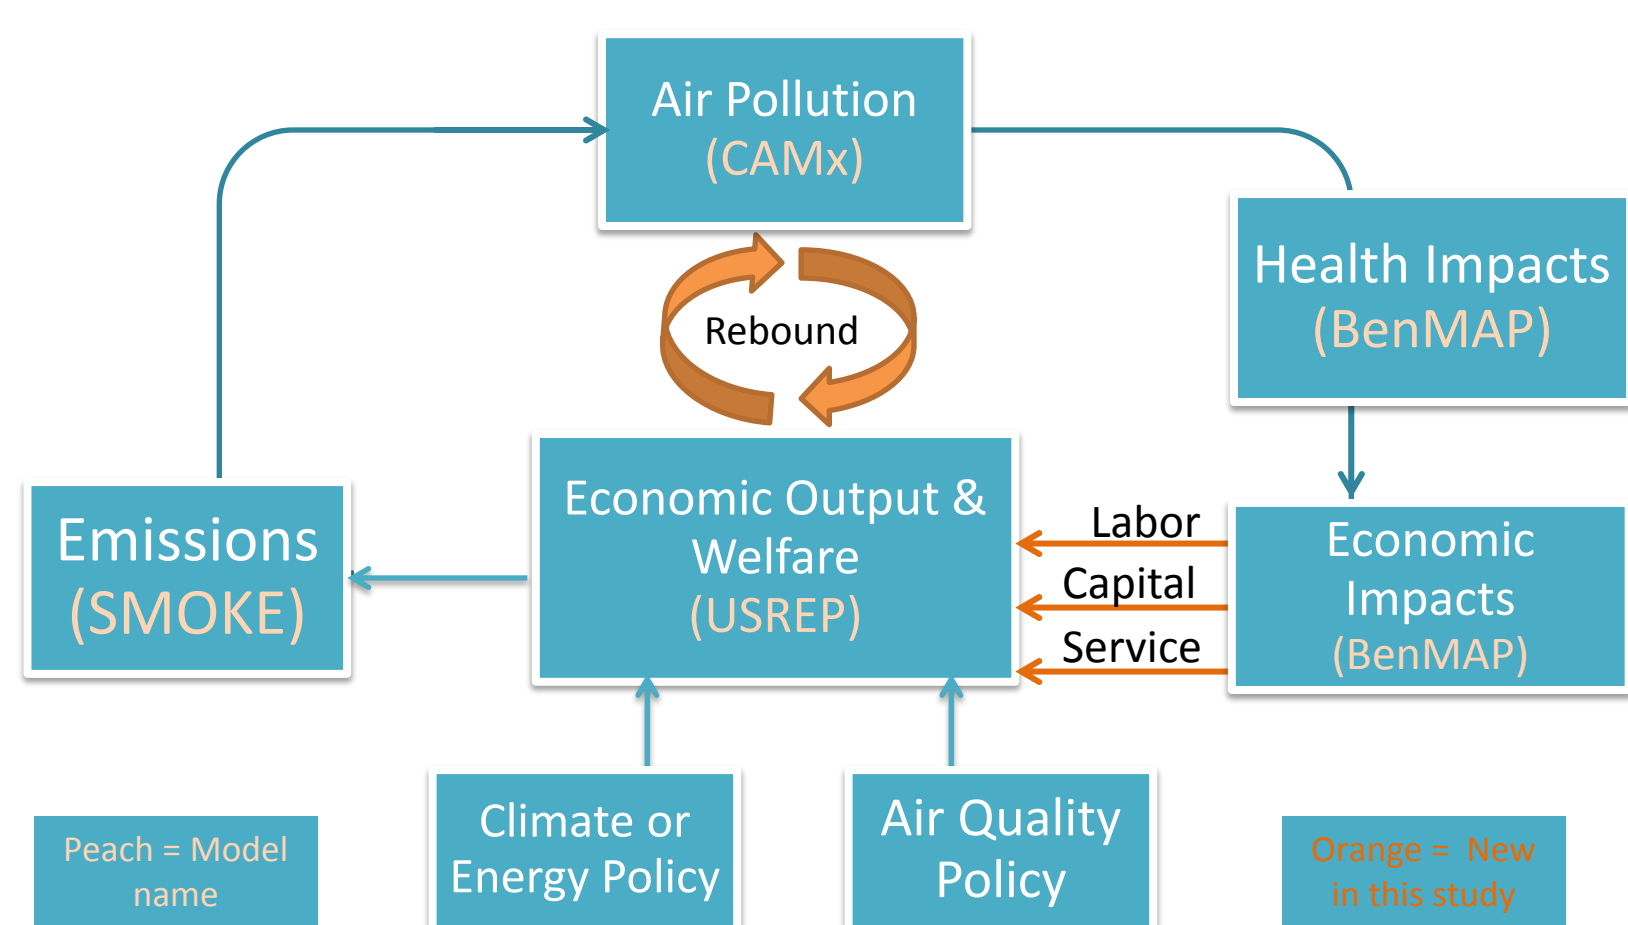 Air Pollution
(CAMx)
Health Impacts
(BenMAP)
Rebound
Economic Output &
Welfare
(USREP)
Emissions
(SMOKE)
Labor
Capital
Service
Economic
Impacts
(BenMAP)
Climate or
Energy Policy
Air Quality
Policy
Peach = Model
name
Orange =  New
in this study